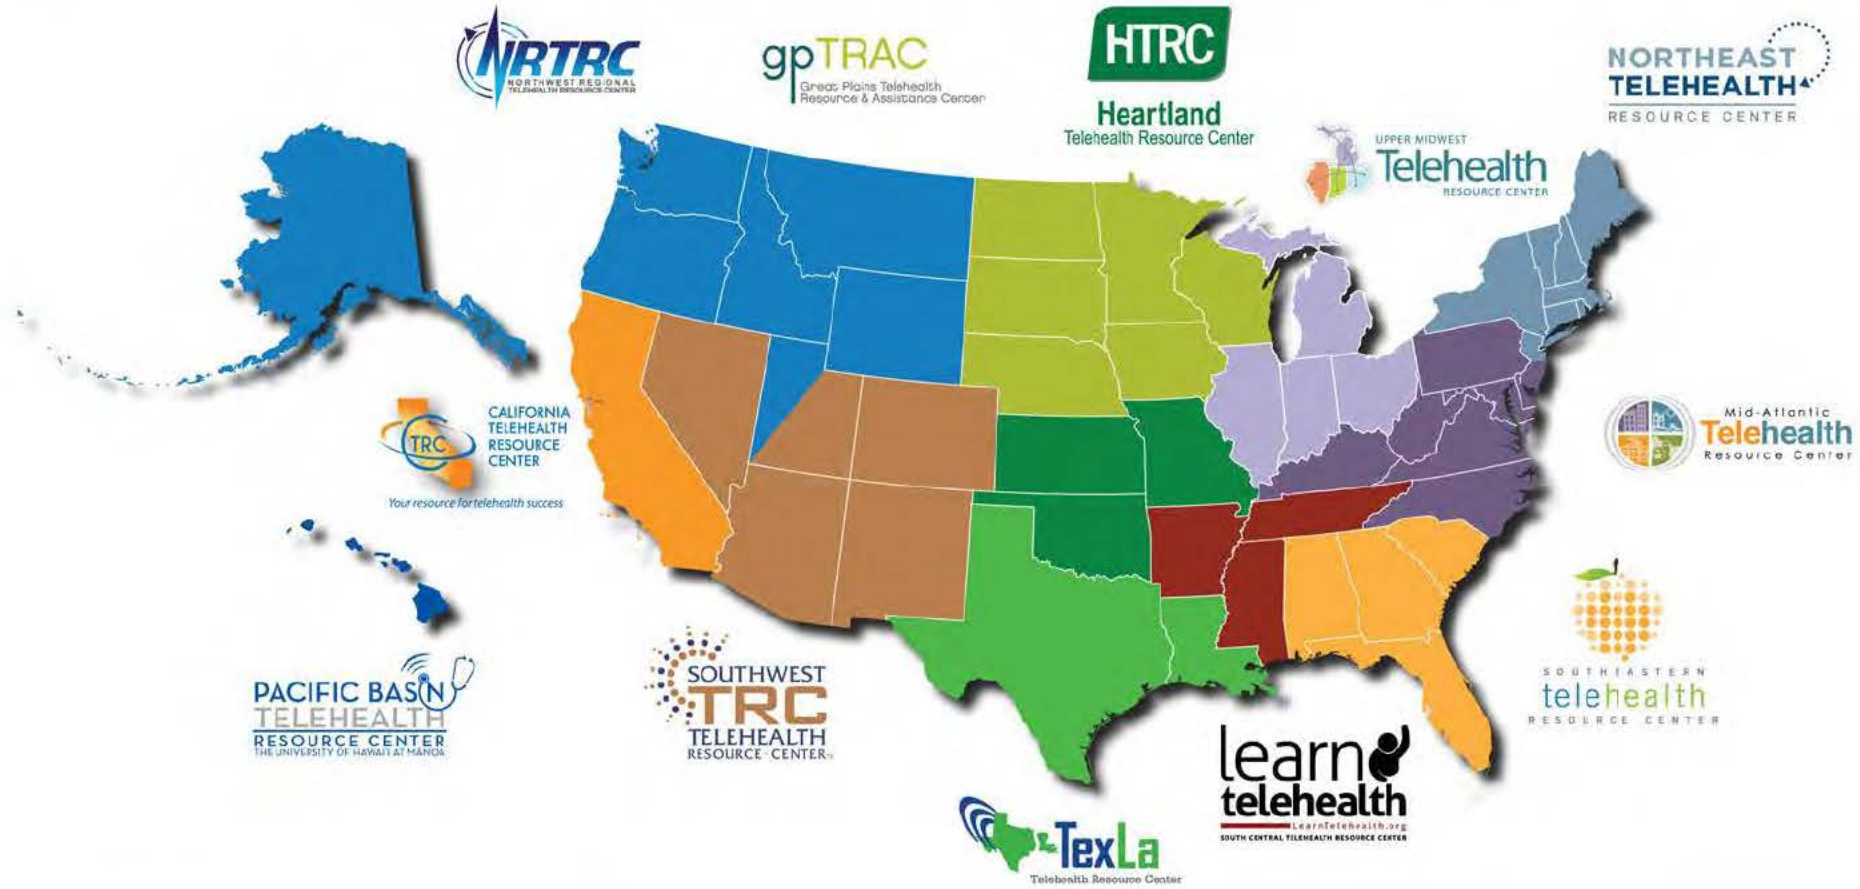 NRTRC
NORTHWEST REGIONAL
TELEHEALTH RESOURCE CENTER
gpTRAC
Great Plains Telehealth
Resource & Assistance Center
HTRC
Heartland
Telehealth Resource Center
UPPER MIDWEST
Telehealth
RESOURCE CENTER
NORTHEAST
TELEHEALTH
RESOURCE CENTER
TRC
CALIFORNIA
TELEHEALTH
RESOURCE
CENTER
Your resource for telehealth success
Mid-Atlantic
Telehealth
Resource Center
PACIFIC BASIN
TELEHEALTH
RESOURCE CENTER
THE UNIVERSITY OF HAWAI'I AT MĀNOA
SOUTHWEST
TRC
TELEHEALTH
RESOURCE CENTER
SOUTHEASTERN
telehealth
RESOURCE CENTER
learn
telehealth
LearnTelehealth.org
SOUTH CENTRAL TELEHEALTH RESOURCE CENTER
TexLa
Telehealth Resource Center